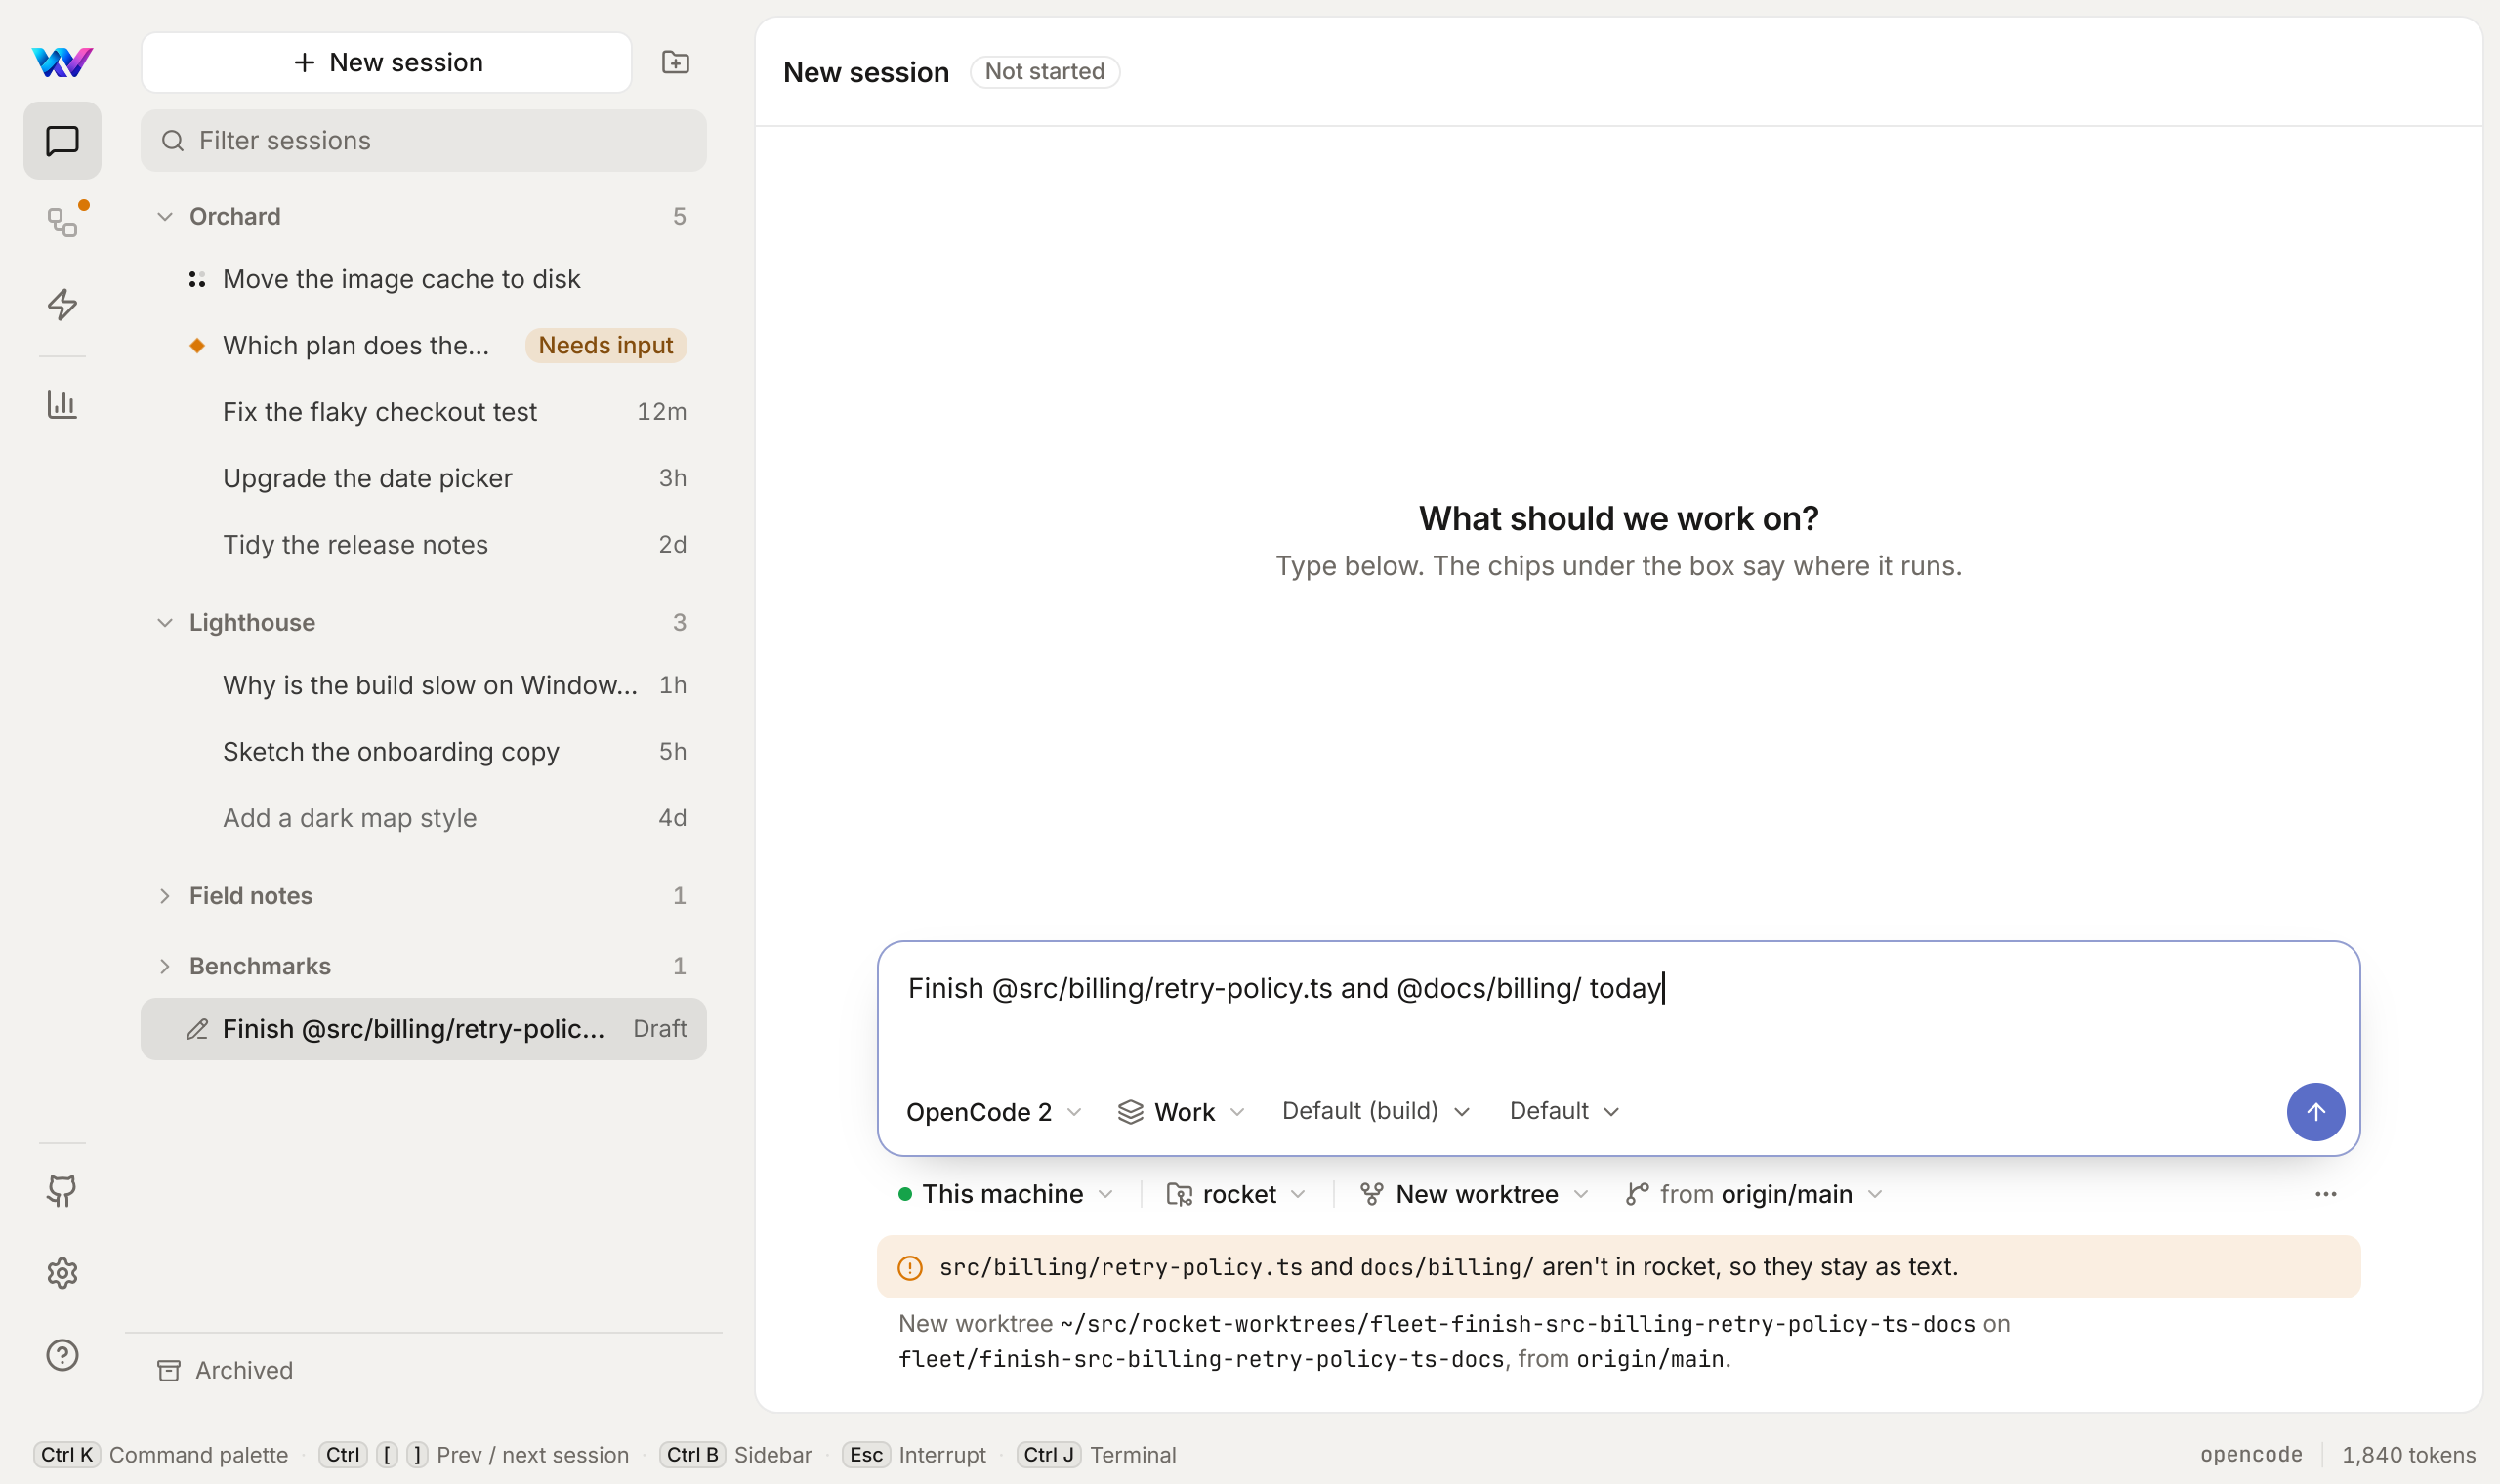 New session
Filter sessions
Orchard 5
Move the image cache to disk
Which plan does the... Needs input
Fix the flaky checkout test 12m
Upgrade the date picker 3h
Tidy the release notes 2d
Lighthouse 3
Why is the build slow on Window... 1h
Sketch the onboarding copy 5h
Add a dark map style 4d
Field notes 1
Benchmarks 1
Finish @src/billing/retry-polic... Draft
Archived
New session Not started
What should we work on?
Type below. The chips under the box say where it runs.
Finish @src/billing/retry-policy.ts and @docs/billing/ today
OpenCode 2 Work Default (build) Default
This machine rocket New worktree from origin/main
src/billing/retry-policy.ts and docs/billing/ aren't in rocket, so they stay as text.
New worktree ~/src/rocket-worktrees/fleet-finish-src-billing-retry-policy-ts-docs on
fleet/finish-src-billing-retry-policy-ts-docs, from origin/main.
Ctrl K Command palette · Ctrl [ ] Prev / next session · Ctrl B Sidebar · Esc Interrupt · Ctrl J Terminal
opencode 1,840 tokens